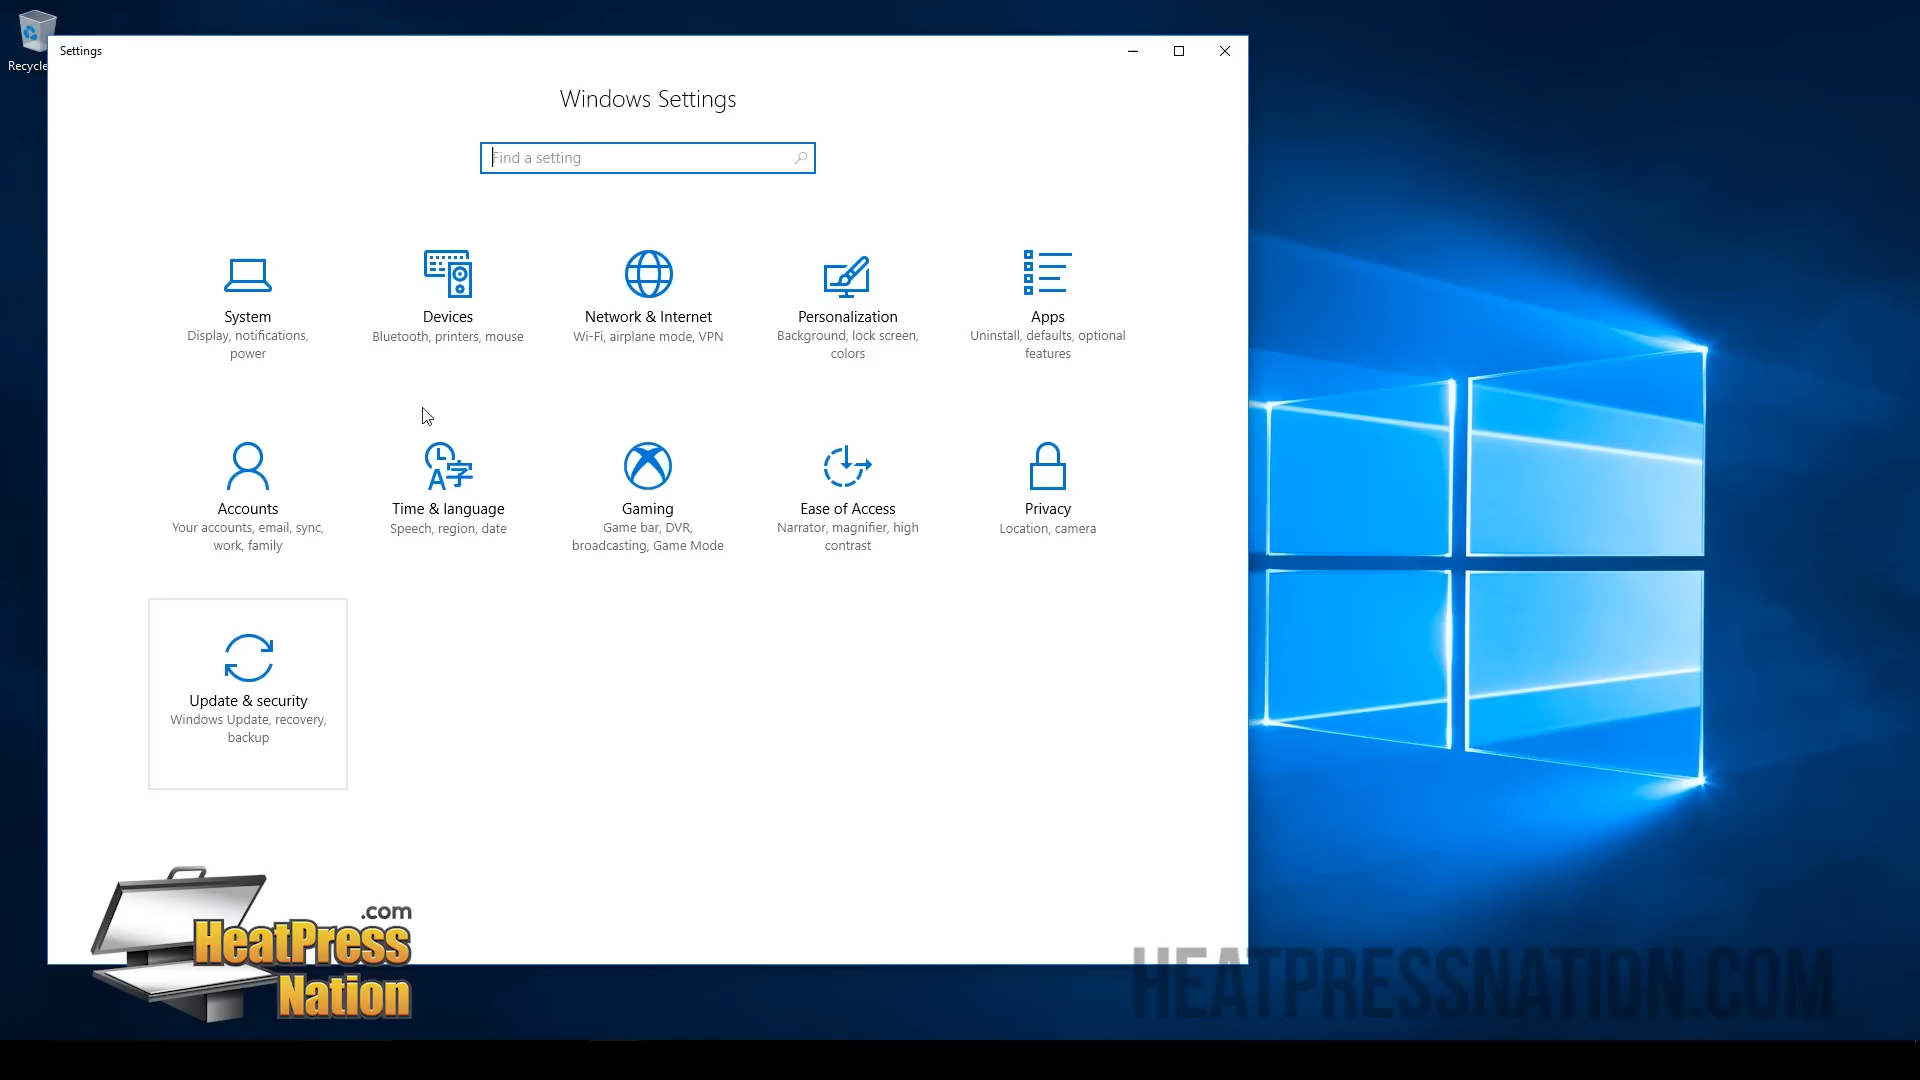 Recycle
Settings
Windows Settings
Find a setting
System
Display, notifications,
power
Devices
Bluetooth, printers, mouse
Network & Internet
Wi-Fi, airplane mode, VPN
Personalization
Background, lock screen,
colors
Apps
Uninstall, defaults, optional
features
Accounts
Your accounts, email, sync,
work, family
Time & language
Speech, region, date
Gaming
Game bar, DVR,
broadcasting, Game Mode
Ease of Access
Narrator, magnifier, high
contrast
Privacy
Location, camera
Update & security
Windows Update, recovery,
backup
.com
HeatPress
Nation
HEATPRESSNATION.COM